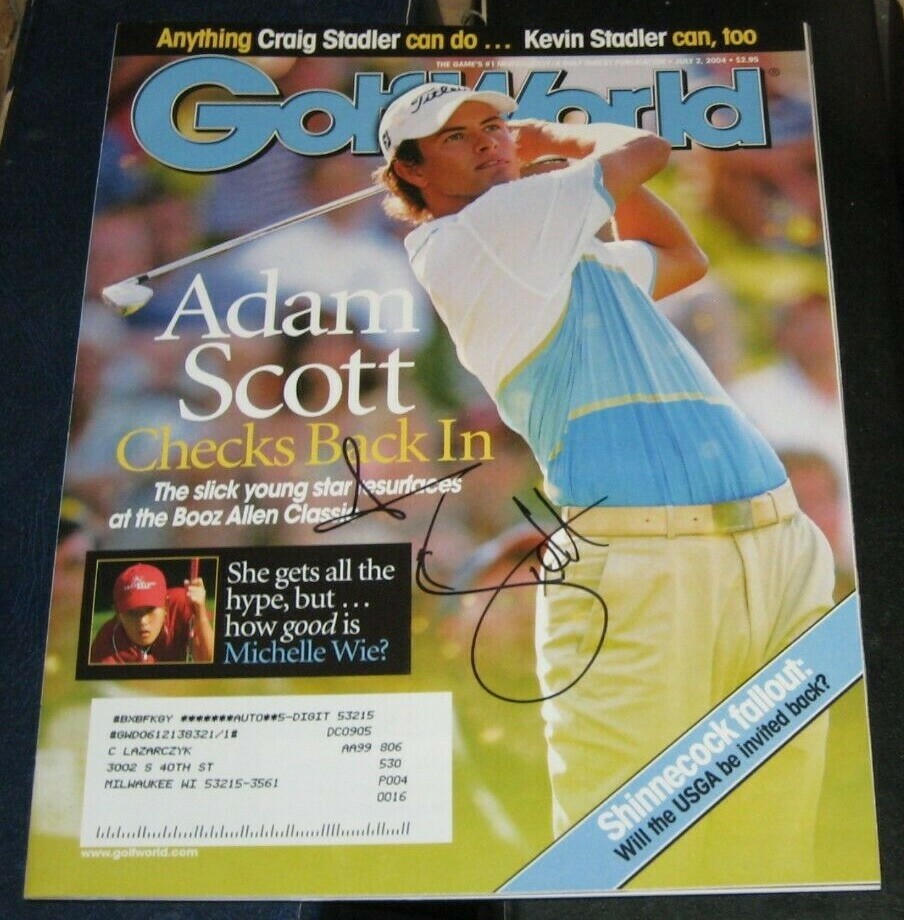 Anything Craig Stadler can do ... Kevin Stadler can, too
JULY 2, 2004 • $2.95
GolfWorld®
Titleist
Adam
Scott
Checks Back In
The slick young star resurfaces
at the Booz Allen Classic
A Scott
She gets all the
hype, but ...
how good is
Michelle Wie?
#BXBFKGY *******AUTO**5-DIGIT 53215
#GWD0612138321/1# DC0905
C LAZARCZYK AA99 806
3002 S 40TH ST 530
MILWAUKEE WI 53215-3561 P004
0016
www.golfworld.com
Shinnecock fallout:
Will the USGA be invited back?